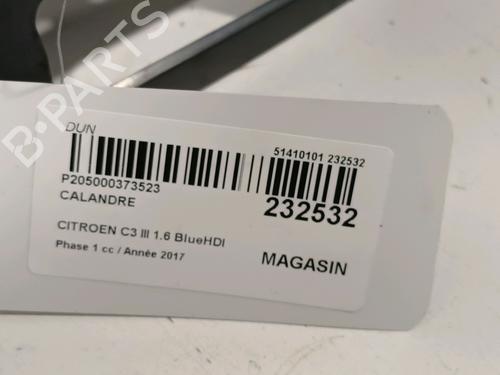 B-PARTS
DUN
51410101 232532
P205000373523
232532
CALANDRE
CITROEN C3 III 1.6 BlueHDI
Phase 1 cc / Année 2017
MAGASIN